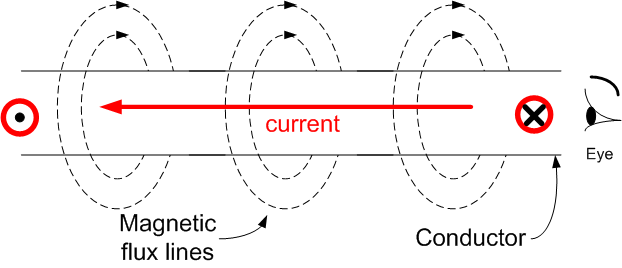 current
Eye
Magnetic
flux lines
Conductor